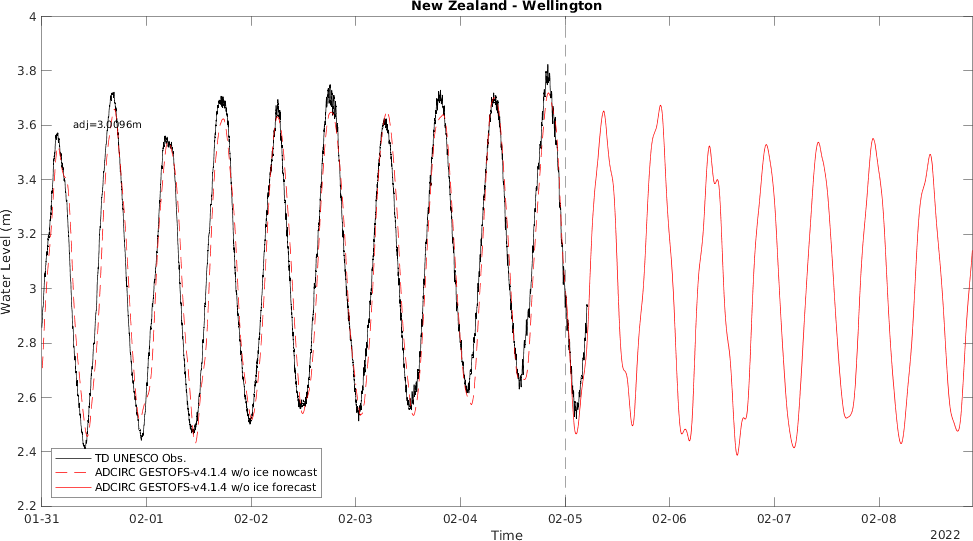 New Zealand - Wellington
4
3.8
3.6
3.4
3.2
3
2.8
2.6
2.4
2.2
Water Level (m)
adj=3.0096m
TD UNESCO Obs.
ADCIRC GESTOFS-v4.1.4 w/o ice nowcast
ADCIRC GESTOFS-v4.1.4 w/o ice forecast
01-31 02-01 02-02 02-03 02-04 02-05 02-06 02-07 02-08
Time
2022